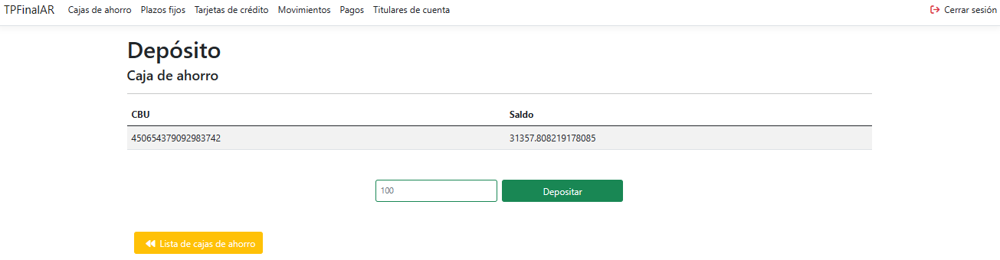 TPFinalAR Cajas de ahorro Plazos fijos Tarjetas de crédito Movimientos Pagos Titulares de cuenta Cerrar sesión
Depósito
Caja de ahorro
CBU Saldo
450654379092983742 31357.808219178085
100 Depositar
Lista de cajas de ahorro